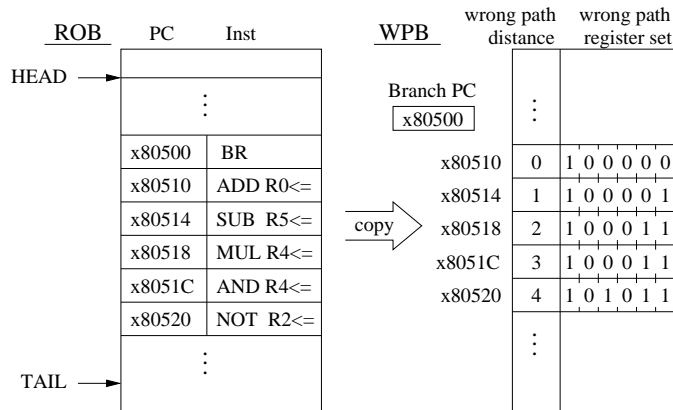 ROB PC Inst
HEAD
x80500 BR
x80510 ADD R0<=
x80514 SUB R5<=
x80518 MUL R4<=
x8051C AND R4<=
x80520 NOT R2<=
TAIL
copy
WPB
wrong path distance
wrong path register set
Branch PC
x80500
x80510 0 1 0 0 0 0 0
x80514 1 1 0 0 0 0 1
x80518 2 1 0 0 0 1 1
x8051C 3 1 0 0 0 1 1
x80520 4 1 0 1 0 1 1